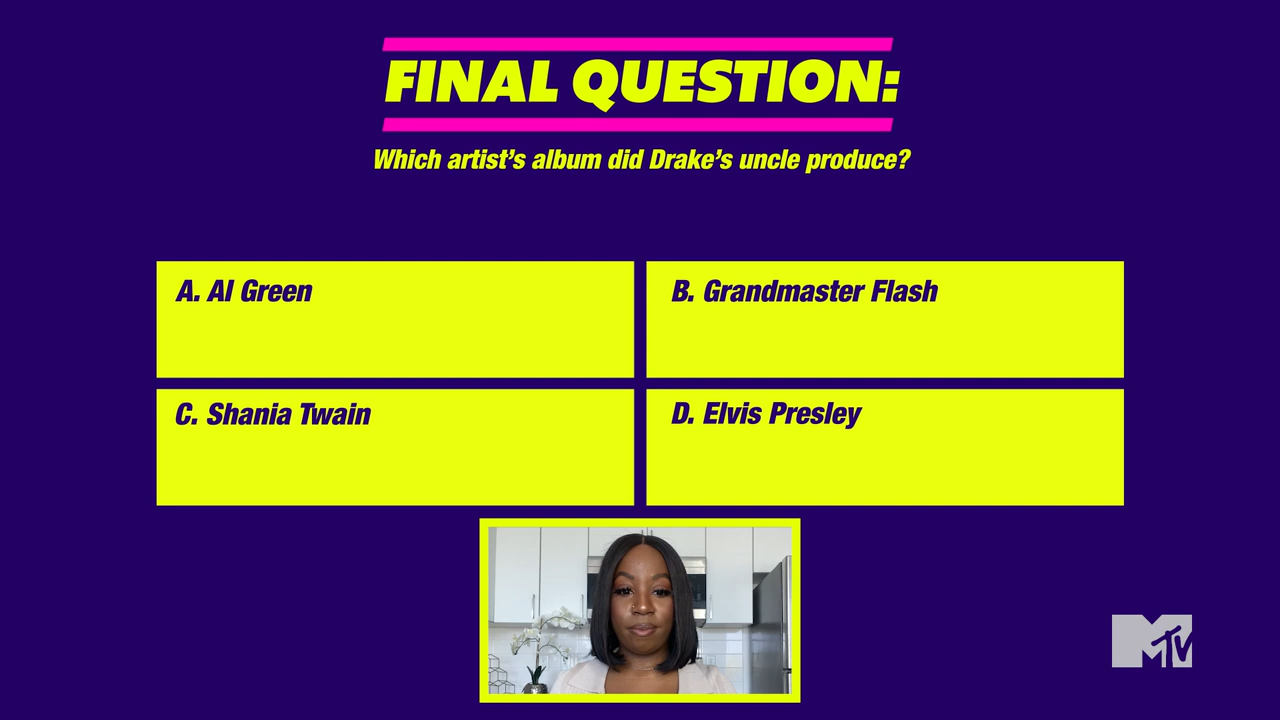 FINAL QUESTION:
Which artist’s album did Drake’s uncle produce?
A. Al Green
B. Grandmaster Flash
C. Shania Twain
D. Elvis Presley
MTV